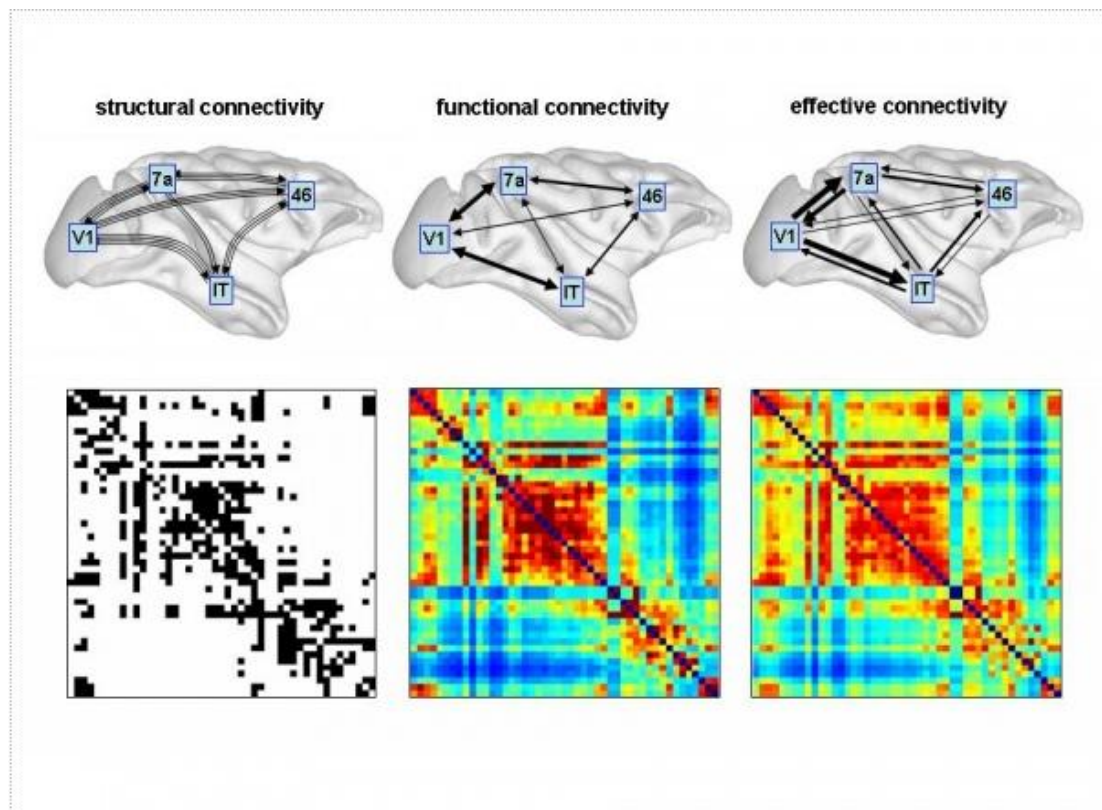 structural connectivity
functional connectivity
effective connectivity
7a
46
V1
IT
7a
46
V1
IT
7a
46
V1
IT